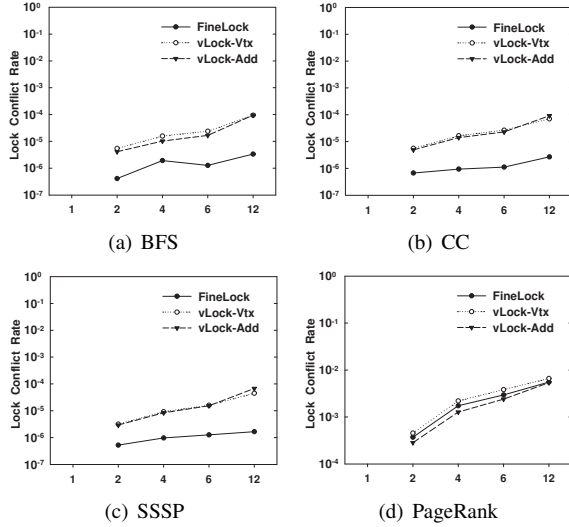 10⁰
10⁻¹
10⁻²
10⁻³
10⁻⁴
10⁻⁵
10⁻⁶
10⁻⁷
Lock Conflict Rate
FineLock
vLock-Vtx
vLock-Add
1 2 4 6 12
(a) BFS
10⁰
10⁻¹
10⁻²
10⁻³
10⁻⁴
10⁻⁵
10⁻⁶
10⁻⁷
Lock Conflict Rate
FineLock
vLock-Vtx
vLock-Add
1 2 4 6 12
(b) CC
10⁰
10⁻¹
10⁻²
10⁻³
10⁻⁴
10⁻⁵
10⁻⁶
10⁻⁷
Lock Conflict Rate
FineLock
vLock-Vtx
vLock-Add
1 2 4 6 12
(c) SSSP
10⁰
10⁻¹
10⁻²
10⁻³
10⁻⁴
Lock Conflict Rate
FineLock
vLock-Vtx
vLock-Add
1 2 4 6 12
(d) PageRank